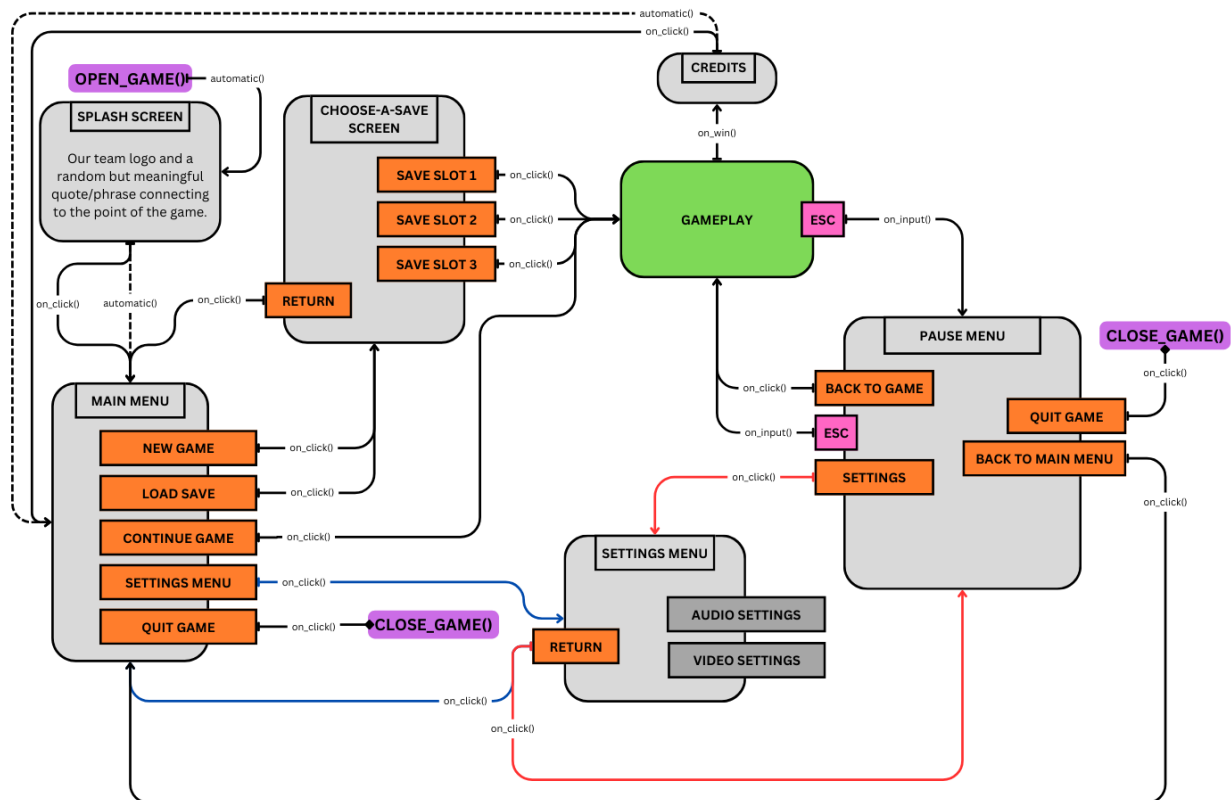 automatic()
on_click()
OPEN_GAME()
automatic()
CREDITS
SPLASH SCREEN
Our team logo and a
random but meaningful
quote/phrase connecting
to the point of the game.
CHOOSE-A-SAVE
SCREEN
SAVE SLOT 1
on_click()
SAVE SLOT 2
on_click()
SAVE SLOT 3
on_click()
RETURN
on_click()
on_click()
automatic()
on_win()
GAMEPLAY
ESC
on_input()
PAUSE MENU
CLOSE_GAME()
on_click()
BACK TO GAME
on_click()
QUIT GAME
ESC
on_input()
BACK TO MAIN MENU
SETTINGS
on_click()
on_click()
MAIN MENU
NEW GAME
on_click()
LOAD SAVE
on_click()
CONTINUE GAME
on_click()
SETTINGS MENU
on_click()
QUIT GAME
on_click()
CLOSE_GAME()
SETTINGS MENU
AUDIO SETTINGS
RETURN
VIDEO SETTINGS
on_click()
on_click()